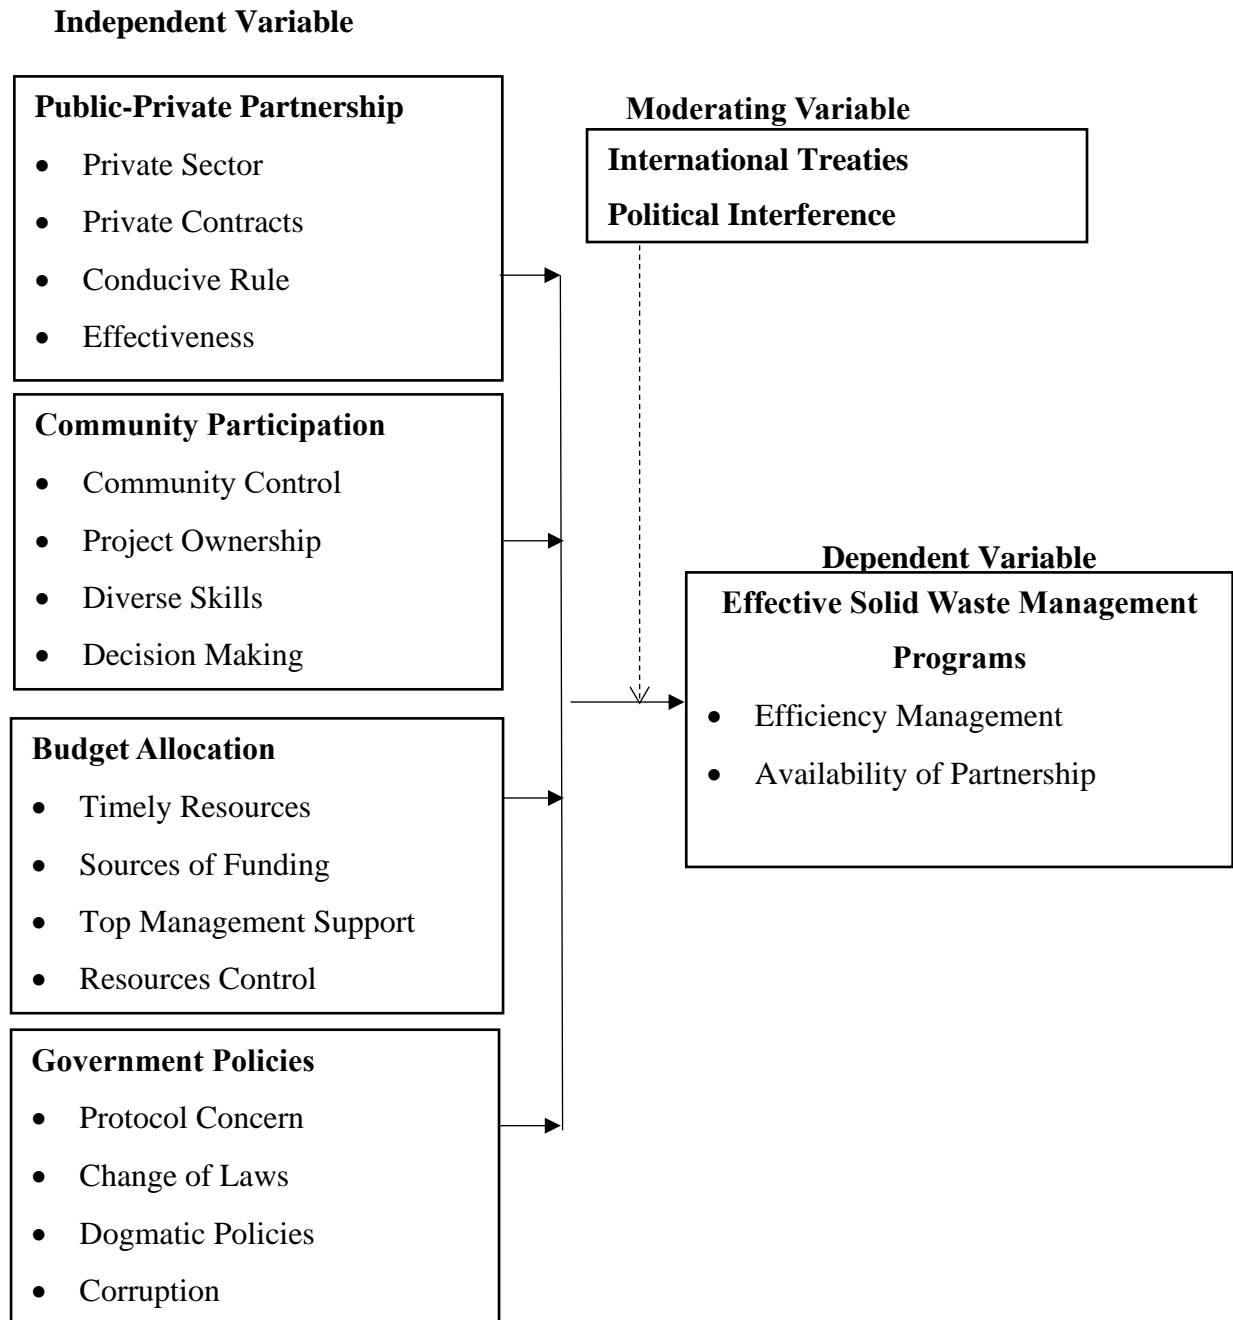 Independent Variable
Public-Private Partnership
• Private Sector
• Private Contracts
• Conducive Rule
• Effectiveness
Community Participation
• Community Control
• Project Ownership
• Diverse Skills
• Decision Making
Budget Allocation
• Timely Resources
• Sources of Funding
• Top Management Support
• Resources Control
Government Policies
• Protocol Concern
• Change of Laws
• Dogmatic Policies
• Corruption
Moderating Variable
International Treaties
Political Interference
Dependent Variable
Effective Solid Waste Management
Programs
• Efficiency Management
• Availability of Partnership